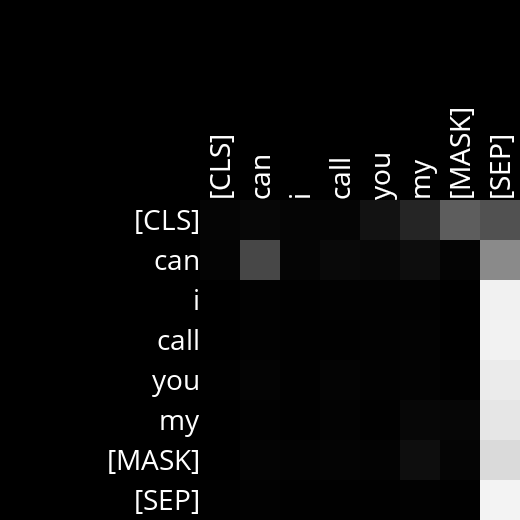 [CLS] can i call you my [MASK] [SEP]
[CLS]
can
i
call
you
my
[MASK]
[SEP]